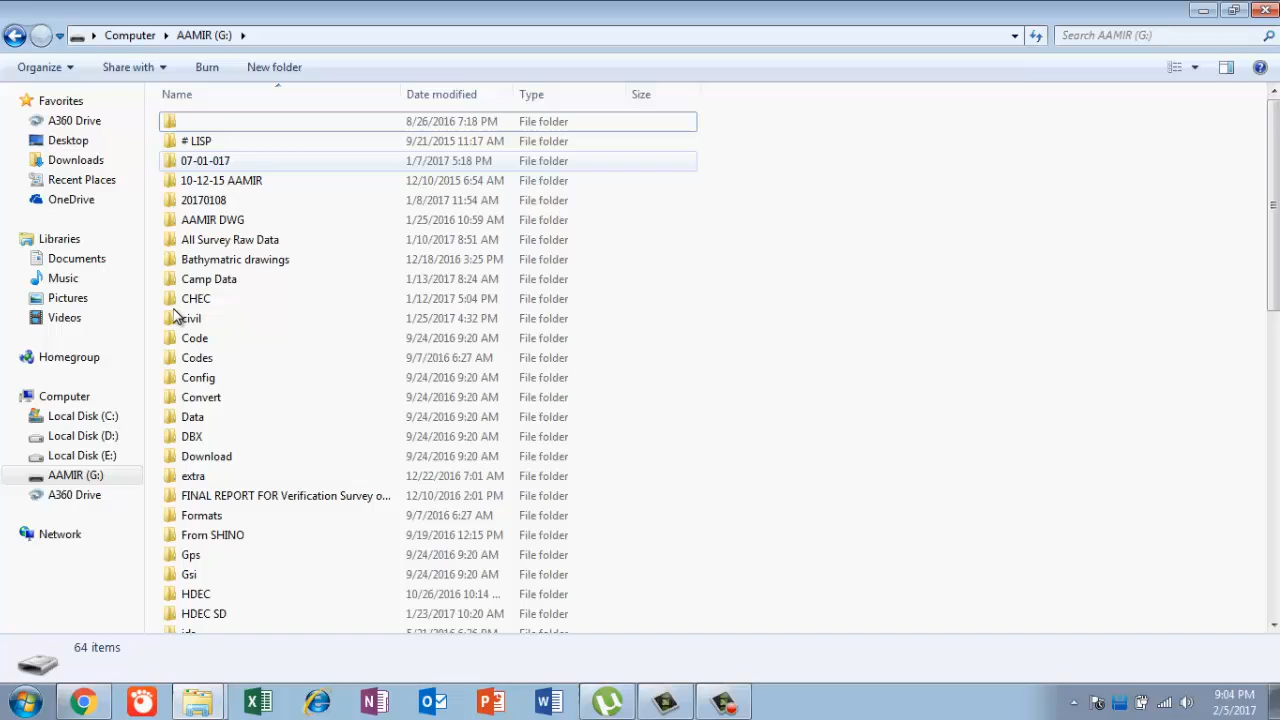 Computer AAMIR (G:) Search AAMIR (G:)
Organize Share with Burn New folder
Name Date modified Type Size
Favorites
A360 Drive
Desktop
Downloads
Recent Places
OneDrive
Libraries
Documents
Music
Pictures
Videos
Homegroup
Computer
Local Disk (C:)
Local Disk (D:)
Local Disk (E:)
AAMIR (G:)
A360 Drive
Network
8/26/2016 7:18 PM File folder
# LISP 9/21/2015 11:17 AM File folder
07-01-017 1/7/2017 5:18 PM File folder
10-12-15 AAMIR 12/10/2015 6:54 AM File folder
20170108 1/8/2017 11:54 AM File folder
AAMIR DWG 1/25/2016 10:59 AM File folder
All Survey Raw Data 1/10/2017 8:51 AM File folder
Bathymatric drawings 12/18/2016 3:25 PM File folder
Camp Data 1/13/2017 8:24 AM File folder
CHEC 1/12/2017 5:04 PM File folder
civil 1/25/2017 4:32 PM File folder
Code 9/24/2016 9:20 AM File folder
Codes 9/7/2016 6:27 AM File folder
Config 9/24/2016 9:20 AM File folder
Convert 9/24/2016 9:20 AM File folder
Data 9/24/2016 9:20 AM File folder
DBX 9/24/2016 9:20 AM File folder
Download 9/24/2016 9:20 AM File folder
extra 12/22/2016 7:01 AM File folder
FINAL REPORT FOR Verification Survey o... 12/10/2016 2:01 PM File folder
Formats 9/7/2016 6:27 AM File folder
From SHINO 9/19/2016 12:15 PM File folder
Gps 9/24/2016 9:20 AM File folder
Gsi 9/24/2016 9:20 AM File folder
HDEC 10/26/2016 10:14 ... File folder
HDEC SD 1/23/2017 10:20 AM File folder
64 items
9:04 PM
2/5/2017